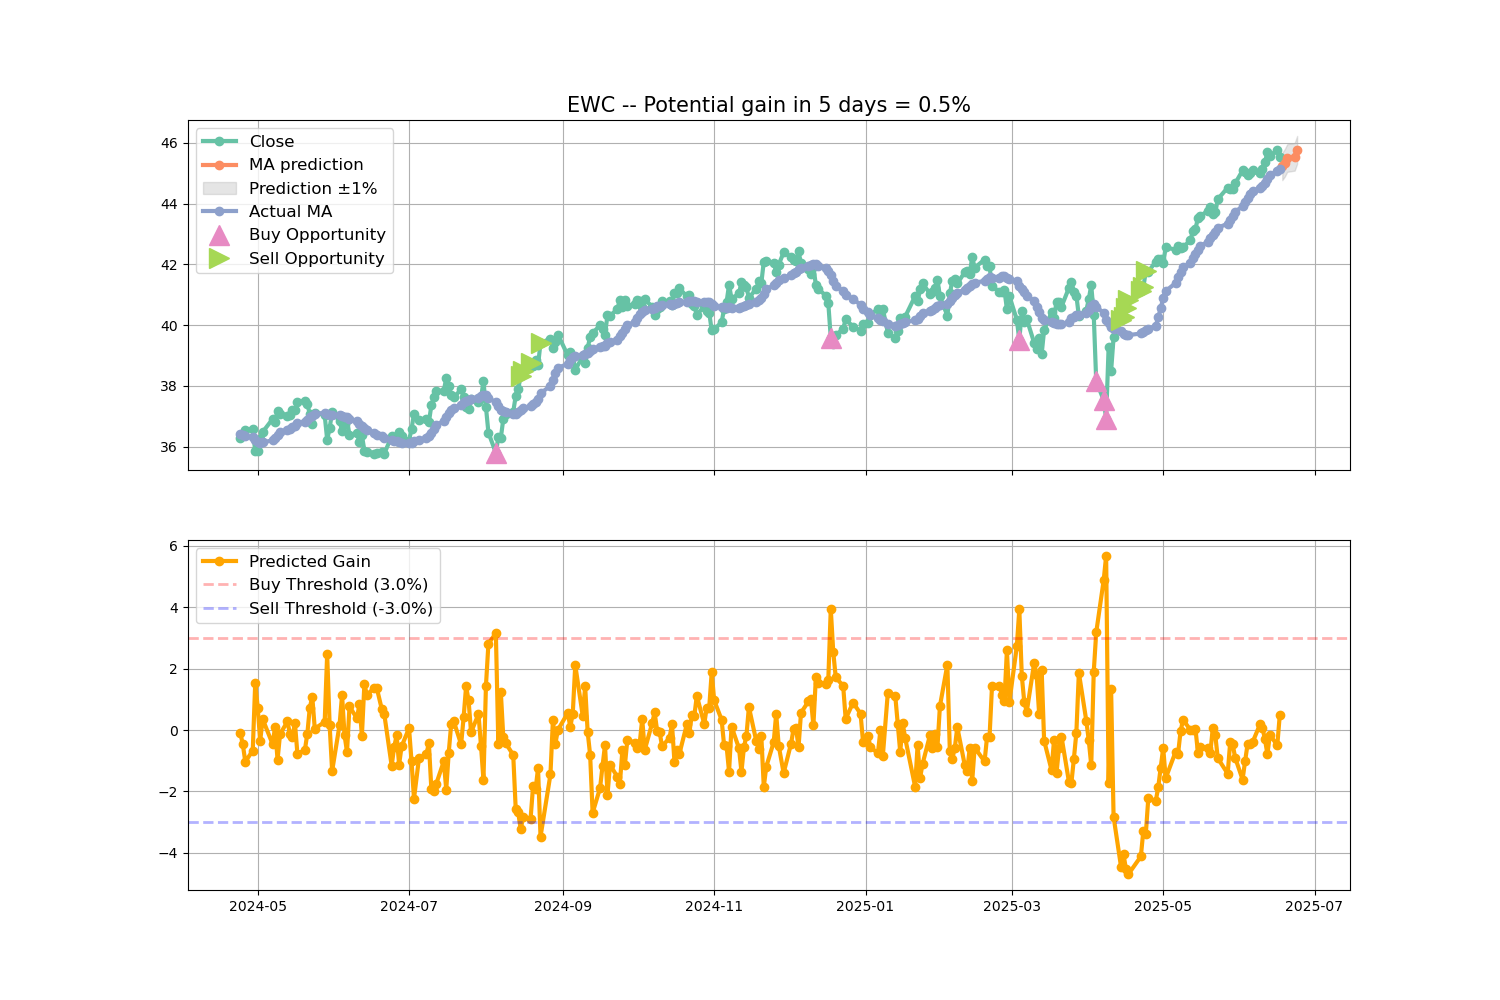 EWC -- Potential gain in 5 days = 0.5%
46
44
42
40
38
36
Close
MA prediction
Prediction ±1%
Actual MA
Buy Opportunity
Sell Opportunity
6
4
2
0
−2
−4
Predicted Gain
Buy Threshold (3.0%)
Sell Threshold (-3.0%)
2024-05
2024-07
2024-09
2024-11
2025-01
2025-03
2025-05
2025-07